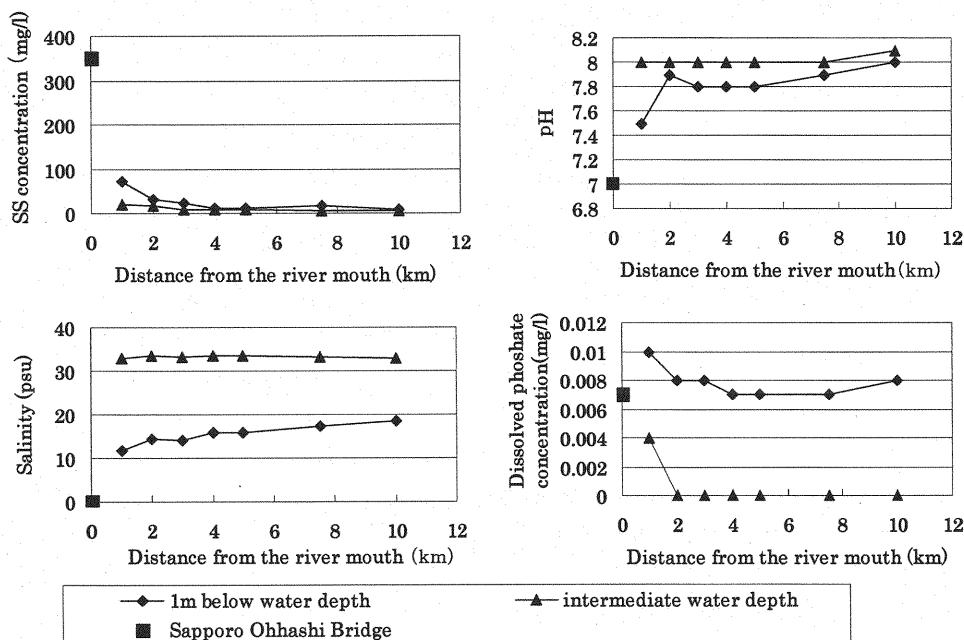 SS concentration (mg/l)
400
300
200
100
0
0 2 4 6 8 10 12
Distance from the river mouth (km)
pH
8.2
8
7.8
7.6
7.4
7.2
7
6.8
0 2 4 6 8 10 12
Distance from the river mouth (km)
Salinity (psu)
40
30
20
10
0
0 2 4 6 8 10 12
Distance from the river mouth (km)
Dissolved phoshate
concentration(mg/l)
0.012
0.01
0.008
0.006
0.004
0.002
0
0 2 4 6 8 10 12
Distance from the river mouth (km)
1m below water depth
intermediate water depth
Sapporo Ohhashi Bridge